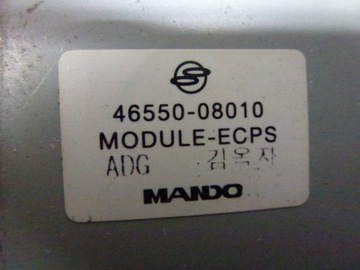 46550-08010
MODULE-ECPS
ADG 김옥자
MANDO